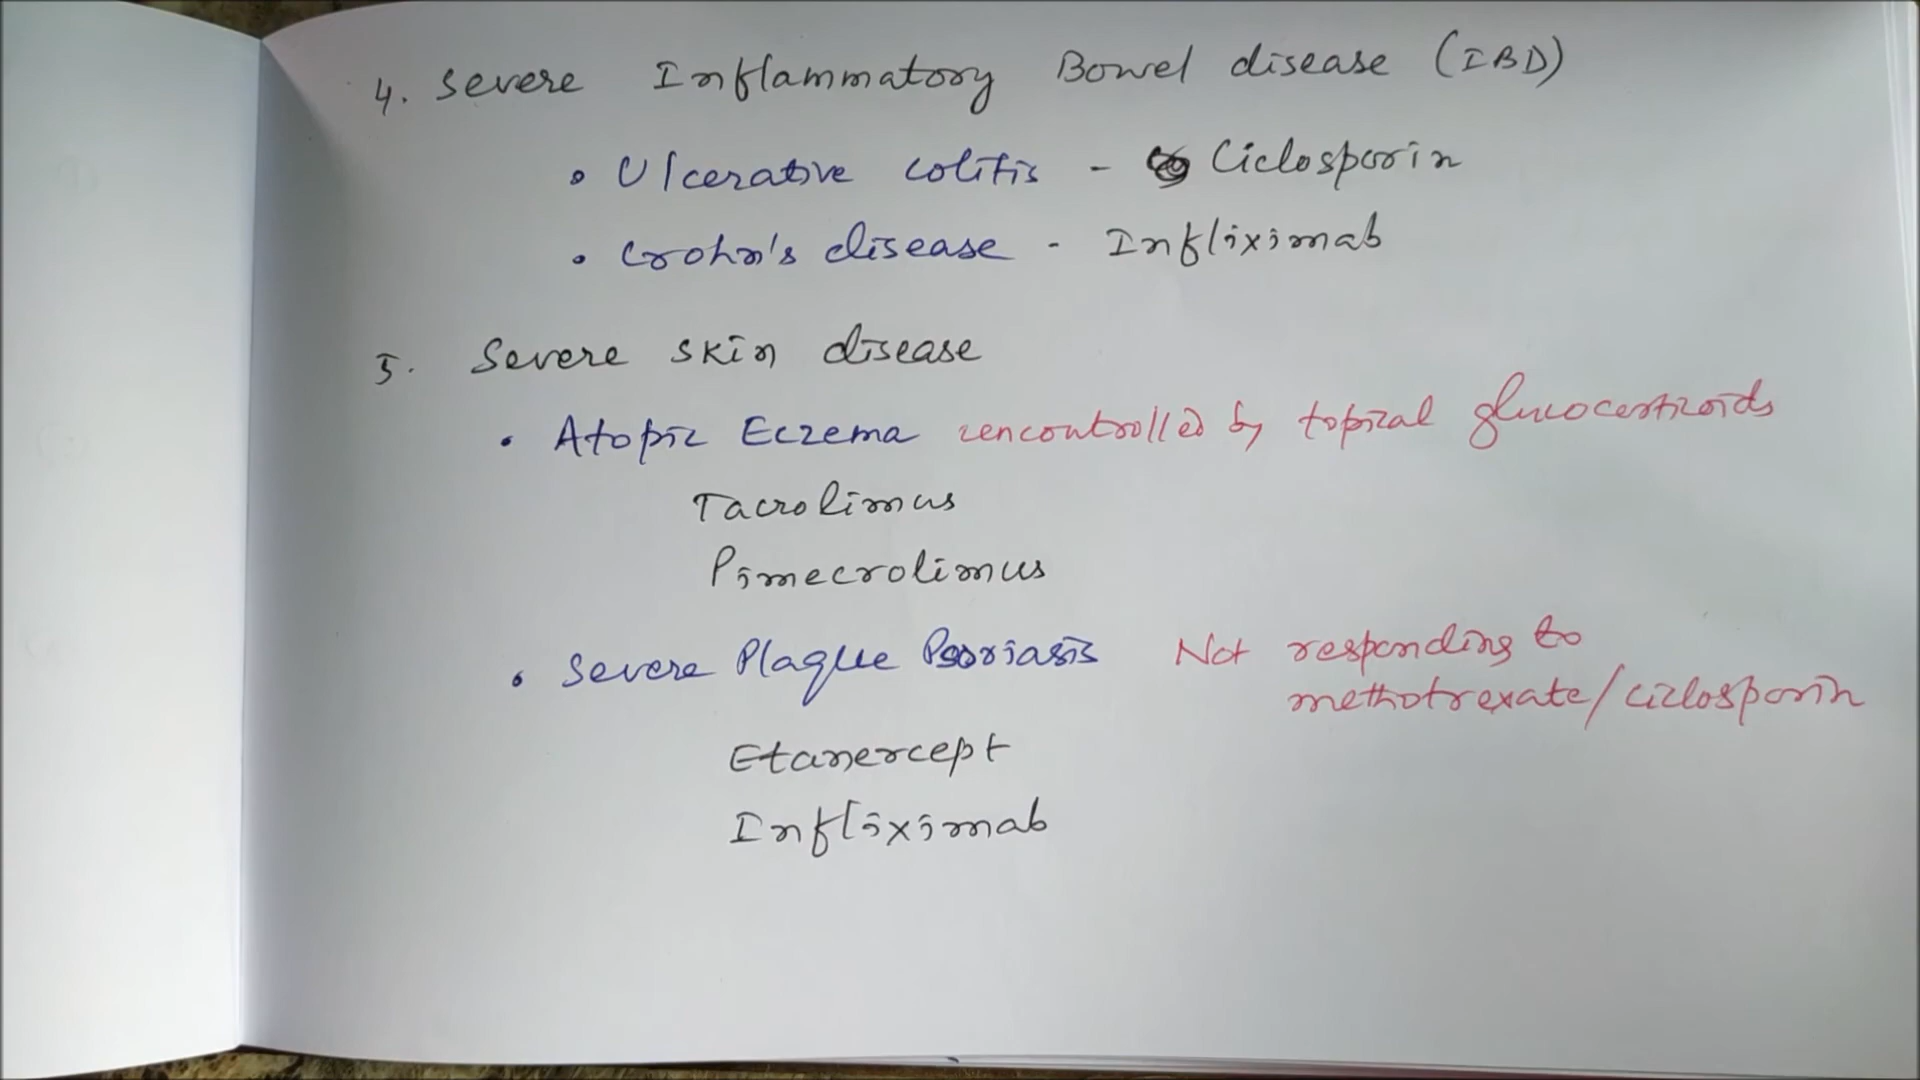 4. Severe Inflammatory Bowel disease (IBD)
• Ulcerative colitis - Ciclosporin
• Crohn's disease - Infliximab
5. Severe skin disease
• Atopic Eczema uncontrolled by topical glucocorticoids
Tacrolimus
Pimecrolimus
• Severe Plaque Psoriasis Not responding to
methotrexate/ciclosporin
Etanercept
Infliximab